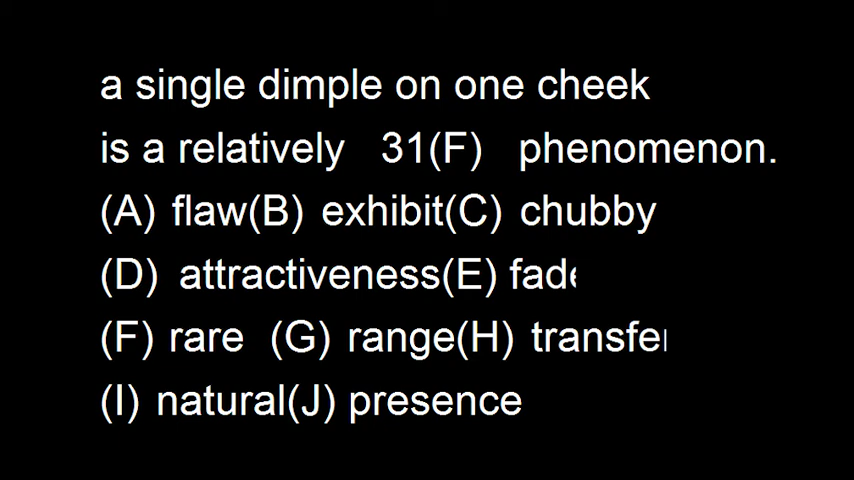 a single dimple on one cheek
is a relatively 31(F) phenomenon.
(A) flaw(B) exhibit(C) chubby
(D) attractiveness(E) fade
(F) rare (G) range(H) transfer
(I) natural(J) presence